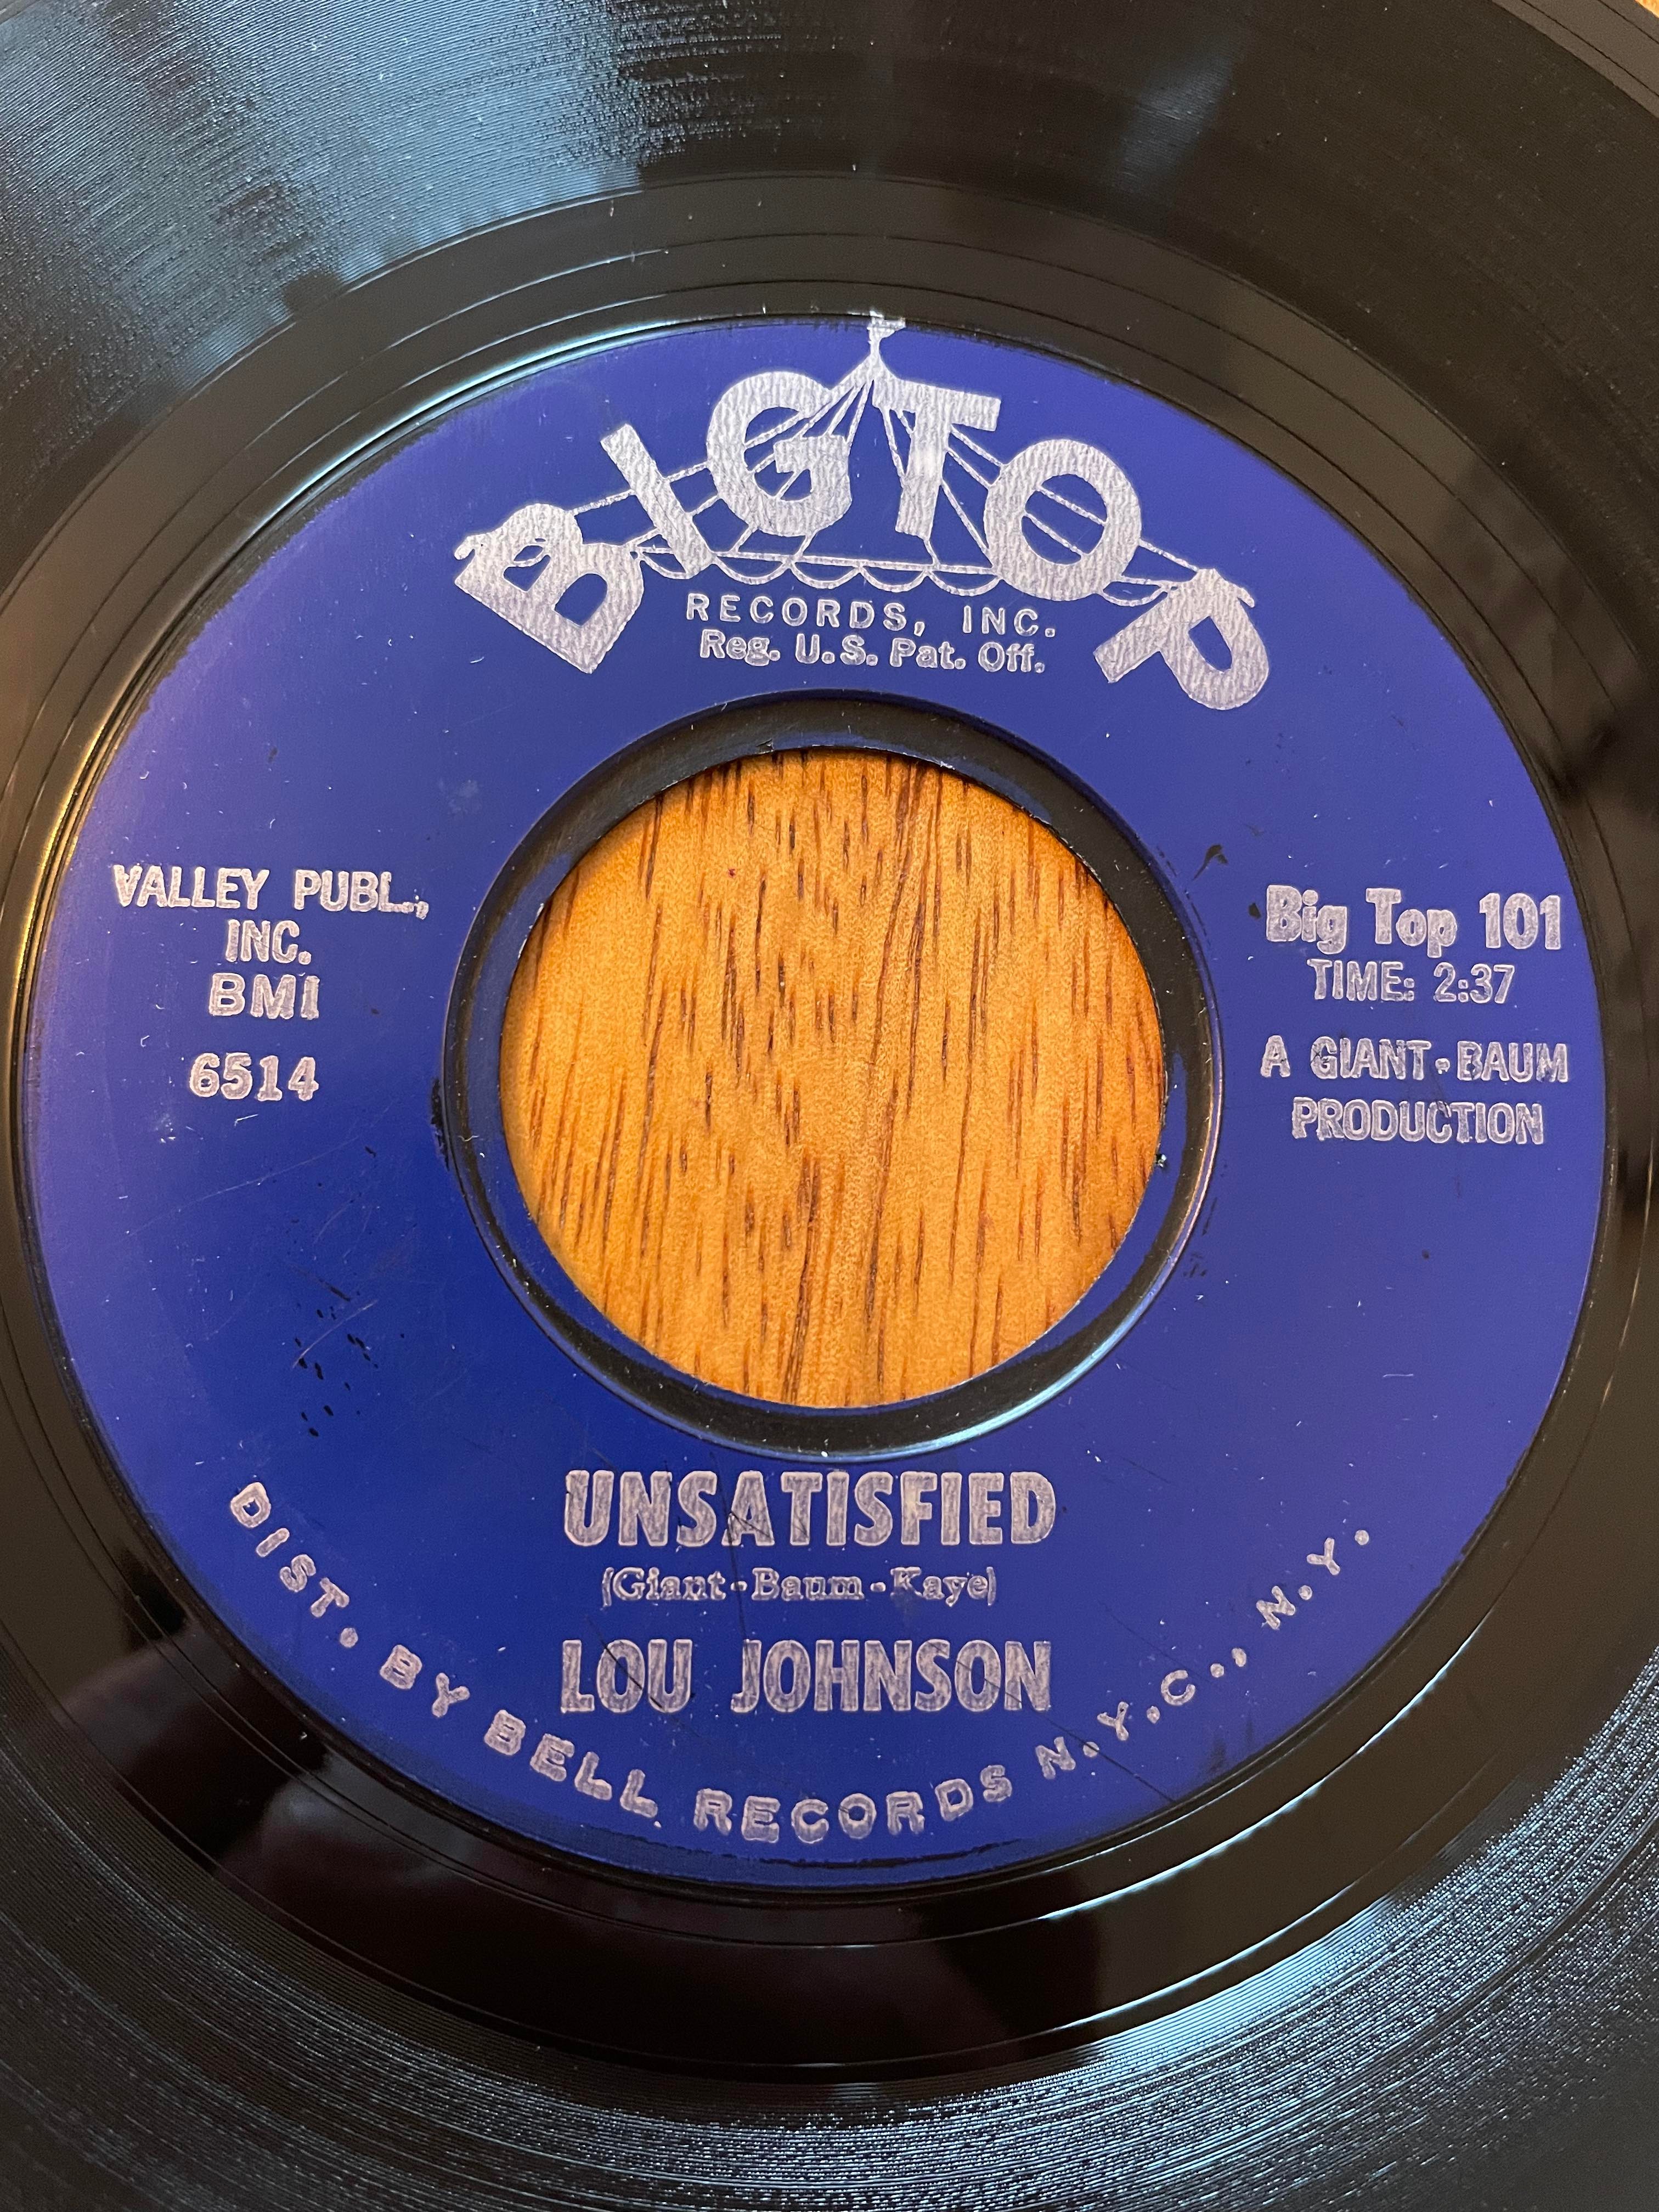 BIGTOP
RECORDS, INC.
Reg. U.S. Pat. Off.
VALLEY PUBL.,
INC.
BMI
6514
Big Top 101
TIME: 2:37
A GIANT-BAUM
PRODUCTION
UNSATISFIED
(Giant-Baum-Kaye)
LOU JOHNSON
DIST. BY BELL RECORDS N.Y.C., N.Y.